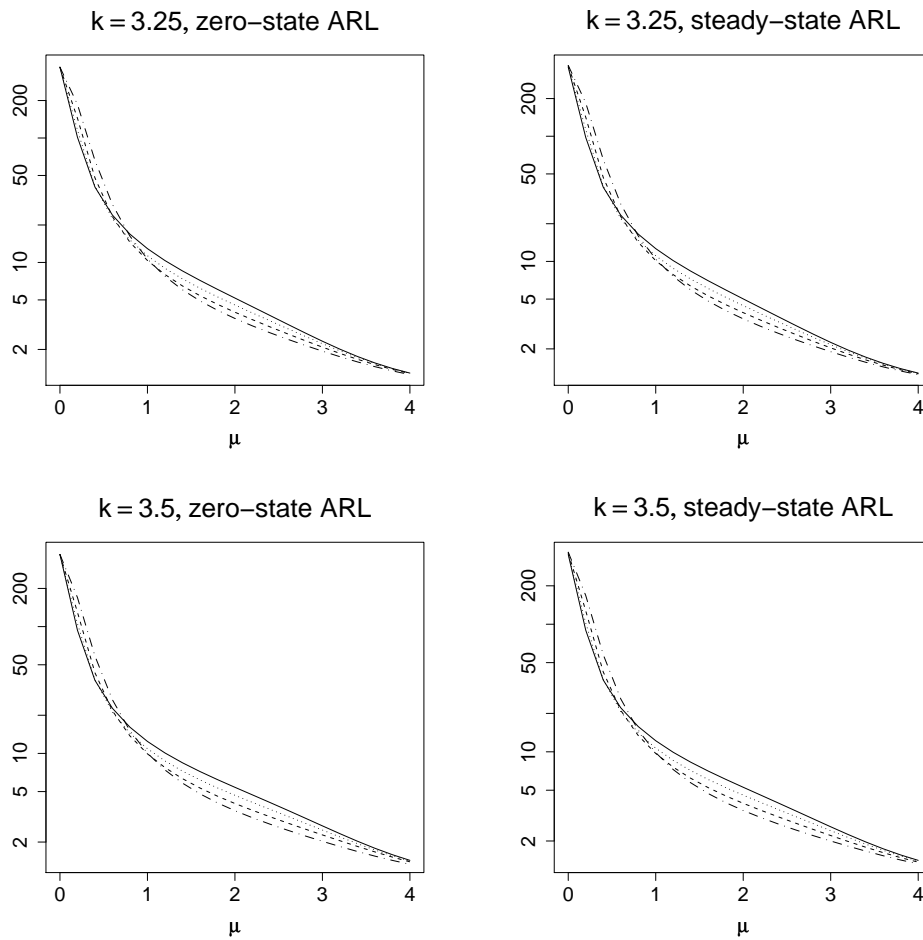 k = 3.25, zero−state ARL
200
50
10
5
2
0 1 2 3 4
μ
k = 3.25, steady−state ARL
200
50
10
5
2
0 1 2 3 4
μ
k = 3.5, zero−state ARL
200
50
10
5
2
0 1 2 3 4
μ
k = 3.5, steady−state ARL
200
50
10
5
2
0 1 2 3 4
μ